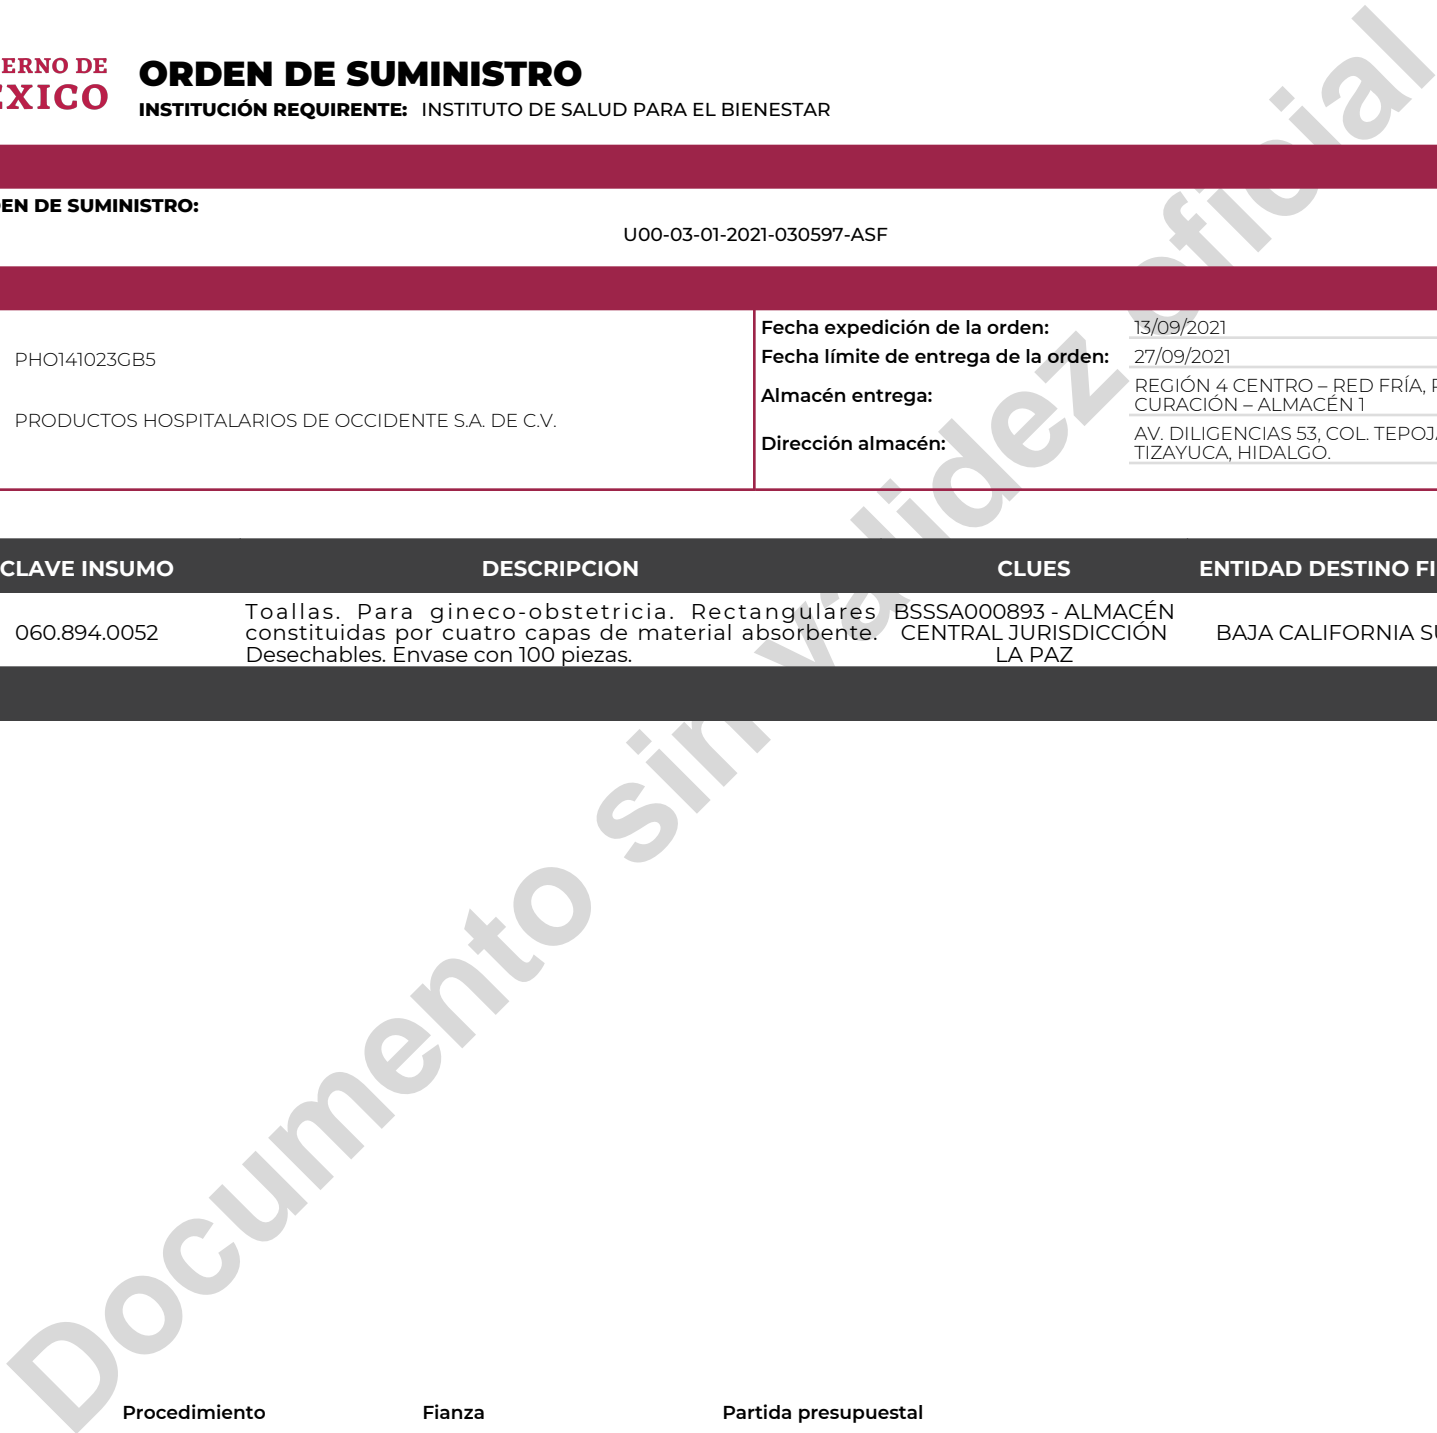 ERNO DE
ÉXICO
ORDEN DE SUMINISTRO
INSTITUCIÓN REQUIRENTE: INSTITUTO DE SALUD PARA EL BIENESTAR
EN DE SUMINISTRO:
U00-03-01-2021-030597-ASF
PHO141023GB5
PRODUCTOS HOSPITALARIOS DE OCCIDENTE S.A. DE C.V.
Fecha expedición de la orden: 13/09/2021
Fecha límite de entrega de la orden: 27/09/2021
Almacén entrega: REGIÓN 4 CENTRO – RED FRÍA,
CURACIÓN – ALMACÉN 1
Dirección almacén: AV. DILIGENCIAS 53, COL. TEPOJ
TIZAYUCA, HIDALGO.
CLAVE INSUMO DESCRIPCION CLUES ENTIDAD DESTINO FI
060.894.0052
Toallas. Para gineco-obstetricia. Rectangulares
constituidas por cuatro capas de material absorbente.
Desechables. Envase con 100 piezas.
BSSSA000893 - ALMACÉN
CENTRAL JURISDICCIÓN
LA PAZ
BAJA CALIFORNIA SU
Documento sin validez oficial
Procedimiento Fianza Partida presupuestal